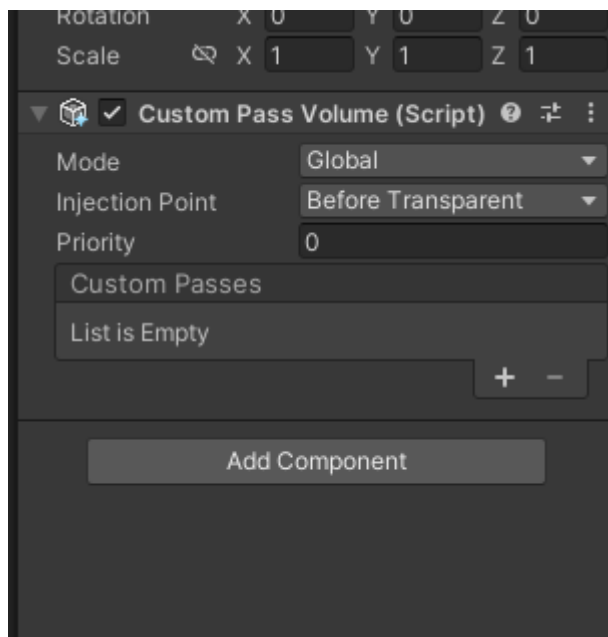 Rotation X 0 Y 0 Z 0
Scale X 1 Y 1 Z 1
Custom Pass Volume (Script)
Mode Global
Injection Point Before Transparent
Priority 0
Custom Passes
List is Empty
+ −
Add Component